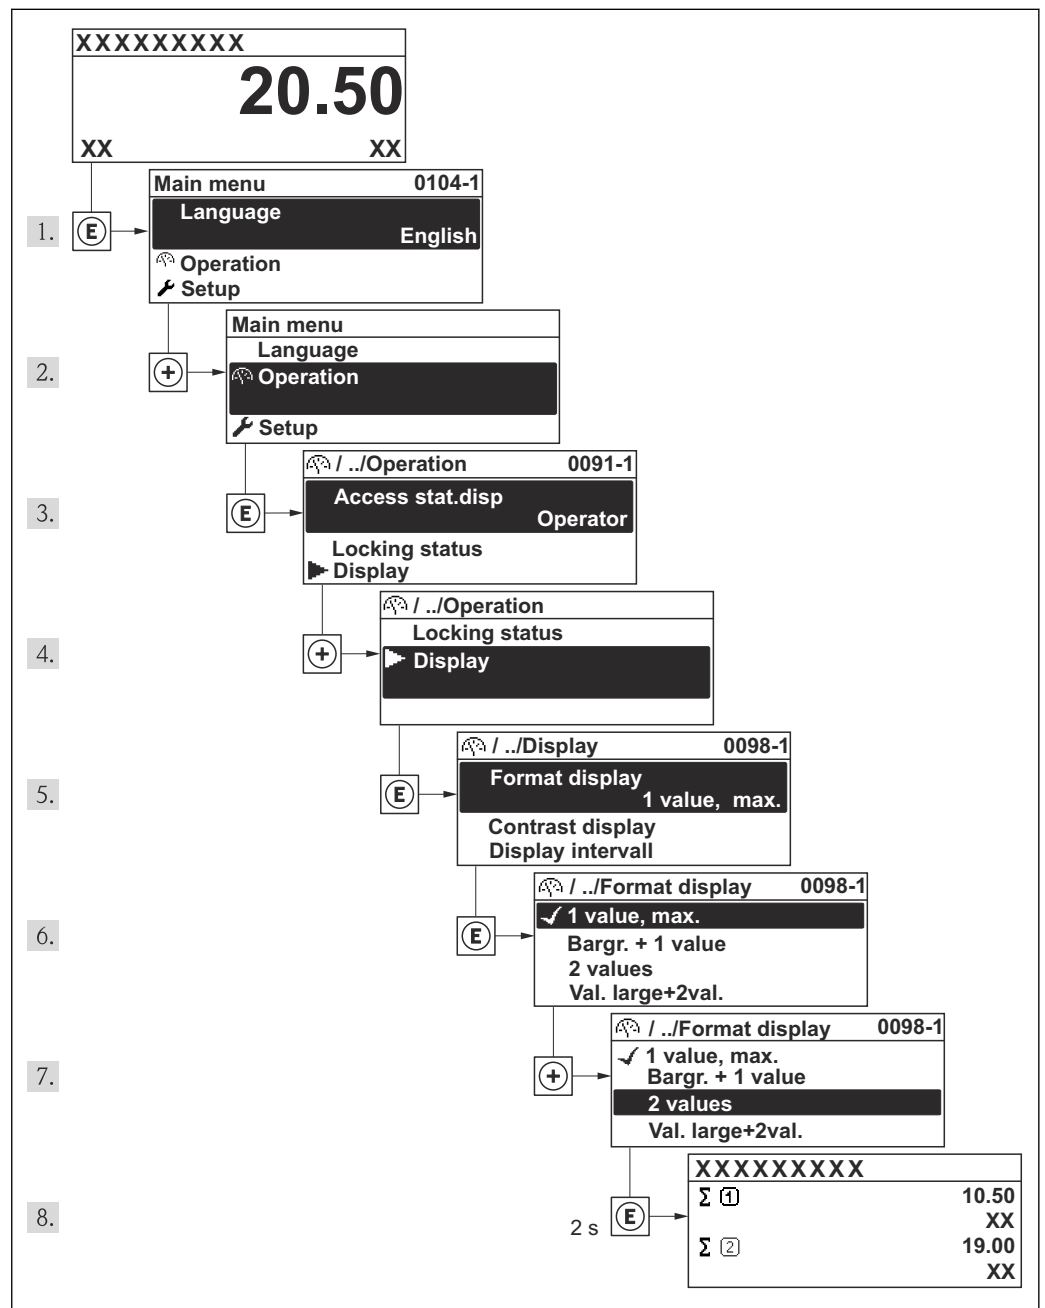 XXXXXXXXX
20.50
XX XX
Main menu 0104-1
Language
English
1. E
Operation
Setup
Main menu
Language
2. + Operation
Setup
/ ../Operation 0091-1
Access stat.disp
3. E Operator
Locking status
Display
/ ../Operation
Locking status
4. + Display
/ ../Display 0098-1
Format display
5. E 1 value, max.
Contrast display
Display intervall
/ ../Format display 0098-1
1 value, max.
6. E Bargr. + 1 value
2 values
Val. large+2val.
/ ../Format display 0098-1
1 value, max.
7. + Bargr. + 1 value
2 values
Val. large+2val.
XXXXXXXXX
Σ 1 10.50
8. 2 s E XX
Σ 2 19.00
XX